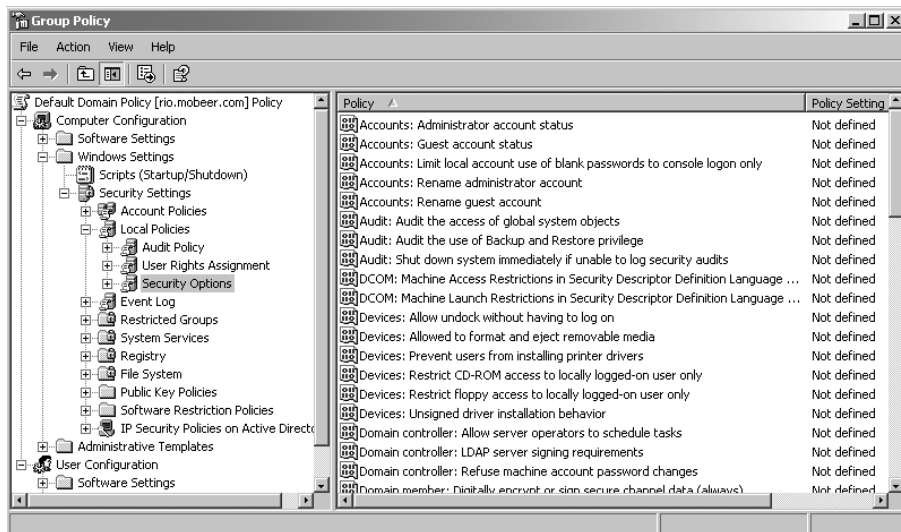 Group Policy
File Action View Help
Default Domain Policy [rio.mobeer.com] Policy
Computer Configuration
Software Settings
Windows Settings
Scripts (Startup/Shutdown)
Security Settings
Account Policies
Local Policies
Audit Policy
User Rights Assignment
Security Options
Event Log
Restricted Groups
System Services
Registry
File System
Public Key Policies
Software Restriction Policies
IP Security Policies on Active Directo
Administrative Templates
User Configuration
Software Settings
Policy Policy Setting
Accounts: Administrator account status Not defined
Accounts: Guest account status Not defined
Accounts: Limit local account use of blank passwords to console logon only Not defined
Accounts: Rename administrator account Not defined
Accounts: Rename guest account Not defined
Audit: Audit the access of global system objects Not defined
Audit: Audit the use of Backup and Restore privilege Not defined
Audit: Shut down system immediately if unable to log security audits Not defined
DCOM: Machine Access Restrictions in Security Descriptor Definition Language ... Not defined
DCOM: Machine Launch Restrictions in Security Descriptor Definition Language ... Not defined
Devices: Allow undock without having to log on Not defined
Devices: Allowed to format and eject removable media Not defined
Devices: Prevent users from installing printer drivers Not defined
Devices: Restrict CD-ROM access to locally logged-on user only Not defined
Devices: Restrict floppy access to locally logged-on user only Not defined
Devices: Unsigned driver installation behavior Not defined
Domain controller: Allow server operators to schedule tasks Not defined
Domain controller: LDAP server signing requirements Not defined
Domain controller: Refuse machine account password changes Not defined
Domain member: Digitally encrypt or sign secure channel data (always) Not defined